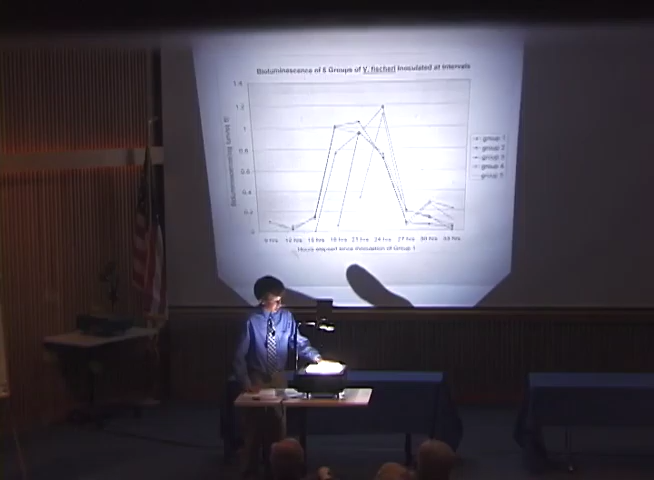 Bioluminescence of 5 Groups of V. fischeri Inoculated at Intervals
1.4
1.2
1
0.8
0.6
0.4
0.2
0
9 hrs 12 hrs 15 hrs 18 hrs 21 hrs 24 hrs 27 hrs 30 hrs 33 hrs
Hours elapsed since inoculation of Group 1
group 1
group 2
group 3
group 4
group 5